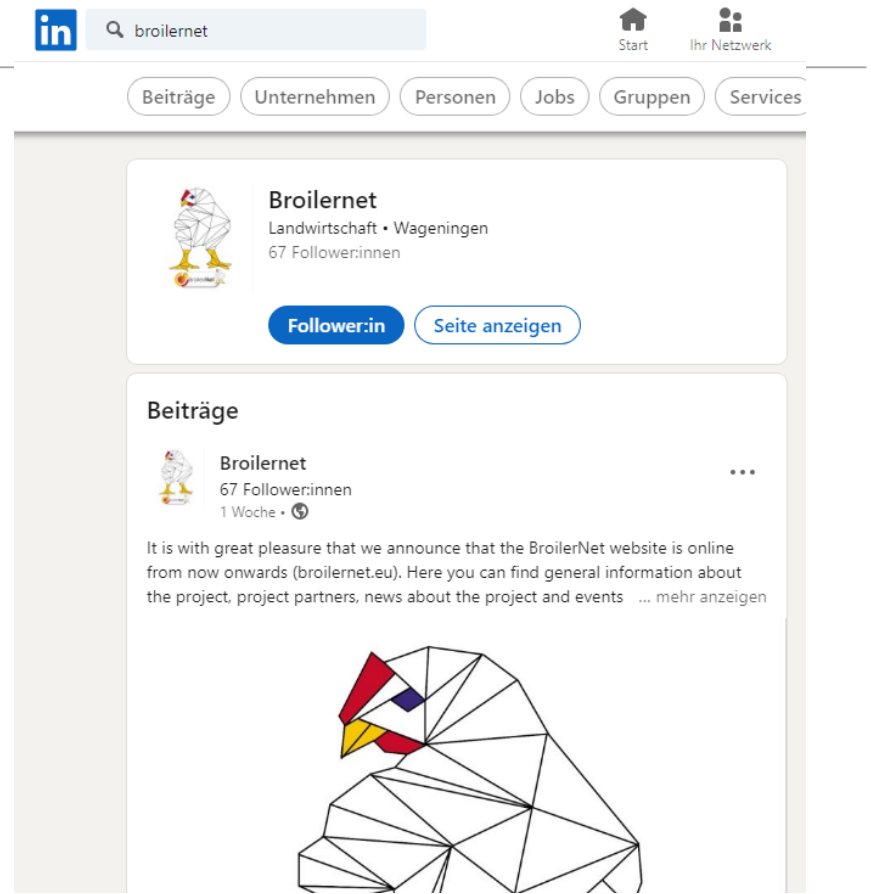 in
broilernet
Start
Ihr Netzwerk
Beiträge
Unternehmen
Personen
Jobs
Gruppen
Services
Broilernet
Landwirtschaft • Wageningen
67 Follower:innen
Follower:in
Seite anzeigen
Beiträge
Broilernet
67 Follower:innen
1 Woche •
It is with great pleasure that we announce that the BroilerNet website is online
from now onwards (broilernet.eu). Here you can find general information about
the project, project partners, news about the project and events ... mehr anzeigen